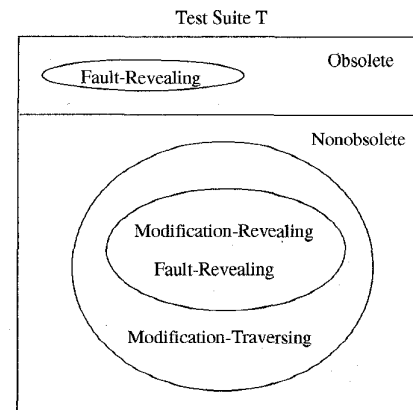 Test Suite T
Obsolete
Fault-Revealing
Nonobsolete
Modification-Revealing
Fault-Revealing
Modification-Traversing